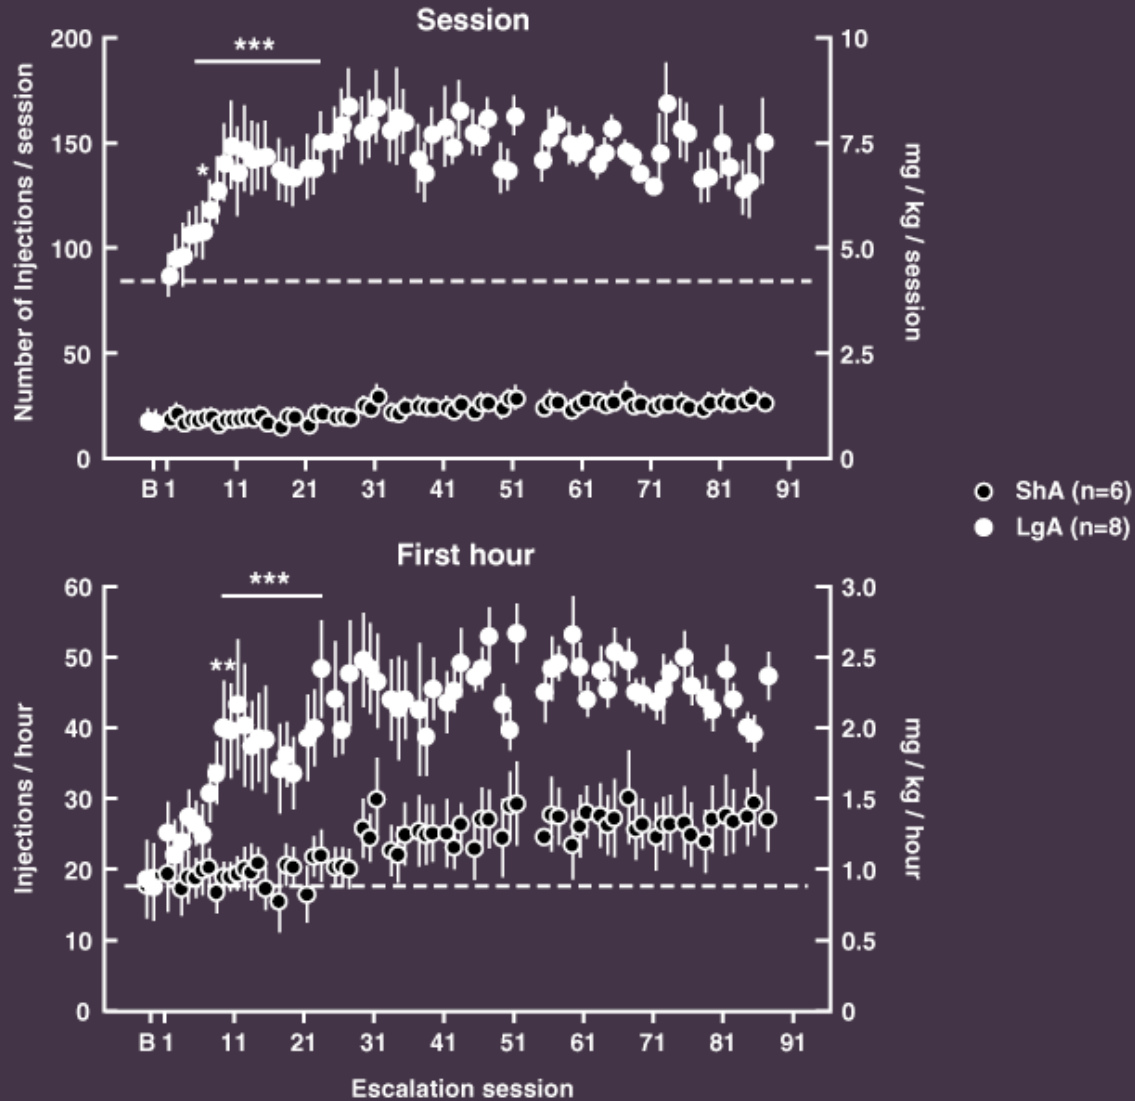 Session
200
150
100
50
0
***
*
10
7.5
5.0
2.5
0
Number of Injections / session
mg / kg / session
B 1 11 21 31 41 51 61 71 81 91
ShA (n=6)
LgA (n=8)
First hour
60
50
40
30
20
10
0
***
**
3.0
2.5
2.0
1.5
1.0
0.5
0
Injections / hour
mg / kg / hour
B 1 11 21 31 41 51 61 71 81 91
Escalation session